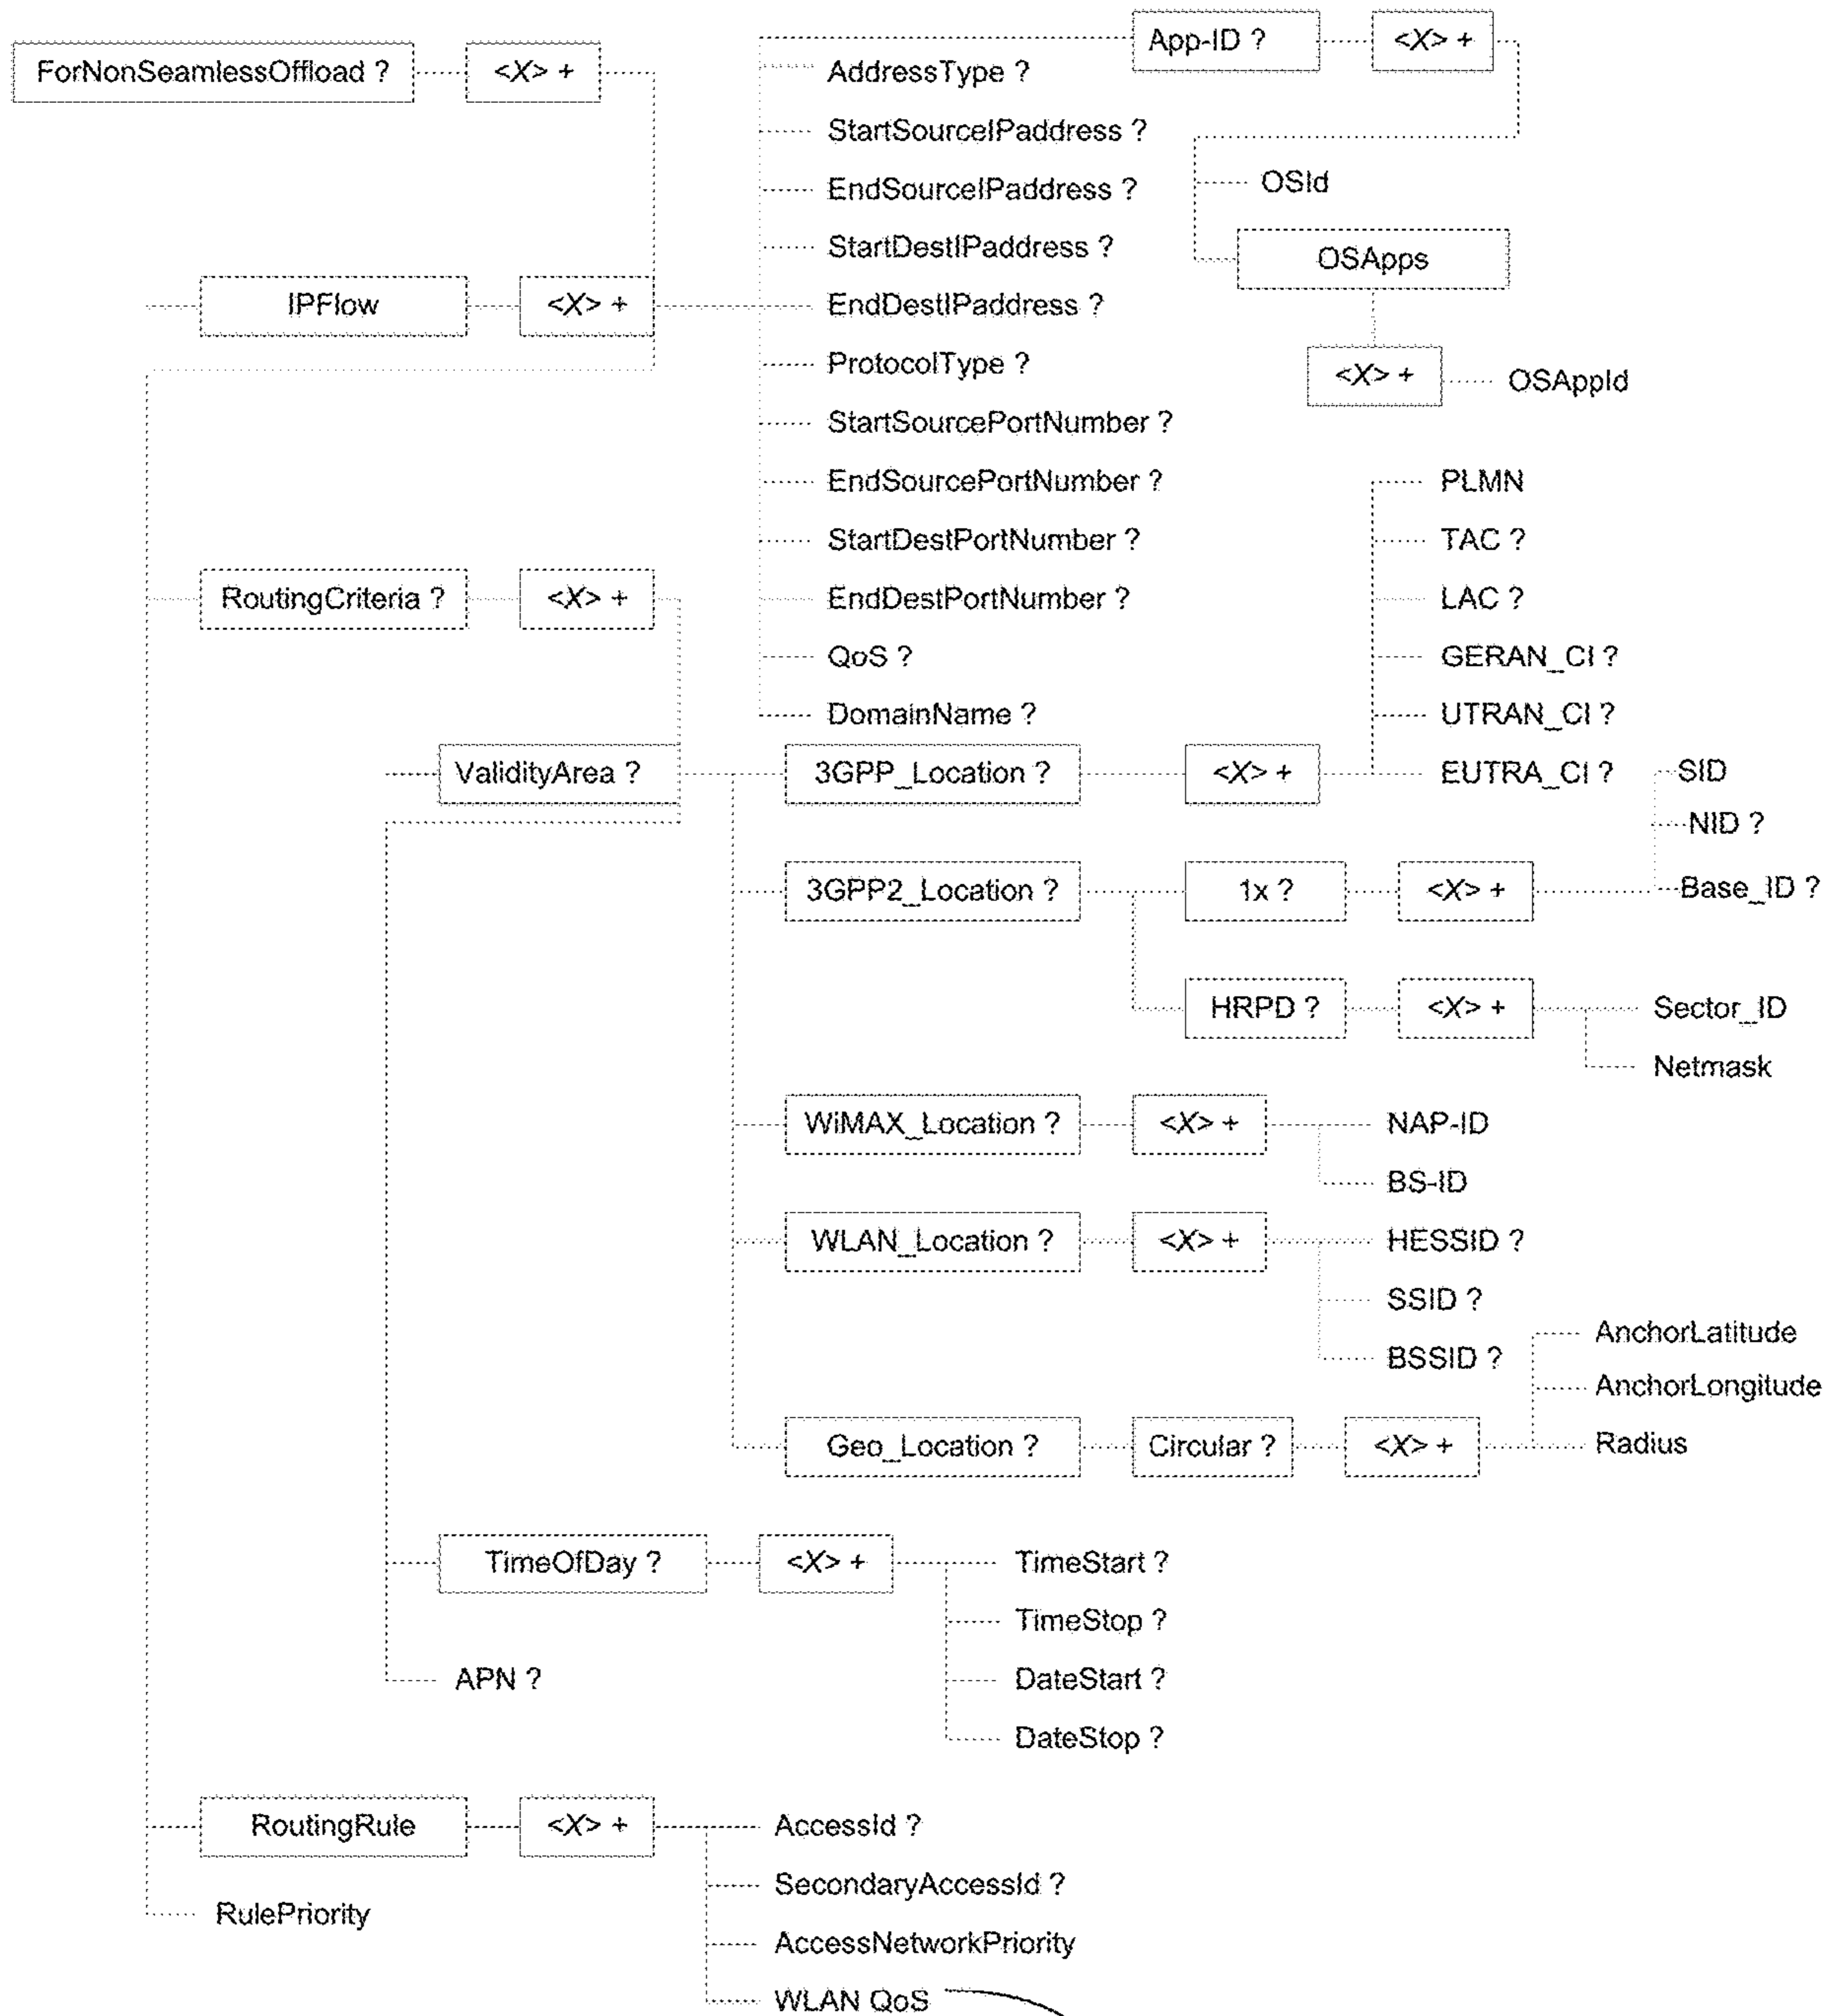 ForNonSeamlessOffload ?
<X> +
App-ID ?
<X> +
AddressType ?
StartSourceIPaddress ?
EndSourceIPaddress ?
StartDestIPaddress ?
EndDestIPaddress ?
ProtocolType ?
StartSourcePortNumber ?
EndSourcePortNumber ?
StartDestPortNumber ?
EndDestPortNumber ?
QoS ?
DomainName ?
OSId
OSApps
<X> +
OSAppId
IPFlow
<X> +
RoutingCriteria ?
<X> +
ValidityArea ?
3GPP_Location ?
<X> +
PLMN
TAC ?
LAC ?
GERAN_CI ?
UTRAN_CI ?
EUTRA_CI ?
3GPP2_Location ?
1x ?
<X> +
SID
NID ?
Base_ID ?
HRPD ?
<X> +
Sector_ID
Netmask
WiMAX_Location ?
<X> +
NAP-ID
BS-ID
WLAN_Location ?
<X> +
HESSID ?
SSID ?
BSSID ?
Geo_Location ?
Circular ?
<X> +
AnchorLatitude
AnchorLongitude
Radius
TimeOfDay ?
<X> +
TimeStart ?
TimeStop ?
DateStart ?
DateStop ?
APN ?
RoutingRule
<X> +
AccessId ?
SecondaryAccessId ?
AccessNetworkPriority
WLAN QoS
RulePriority